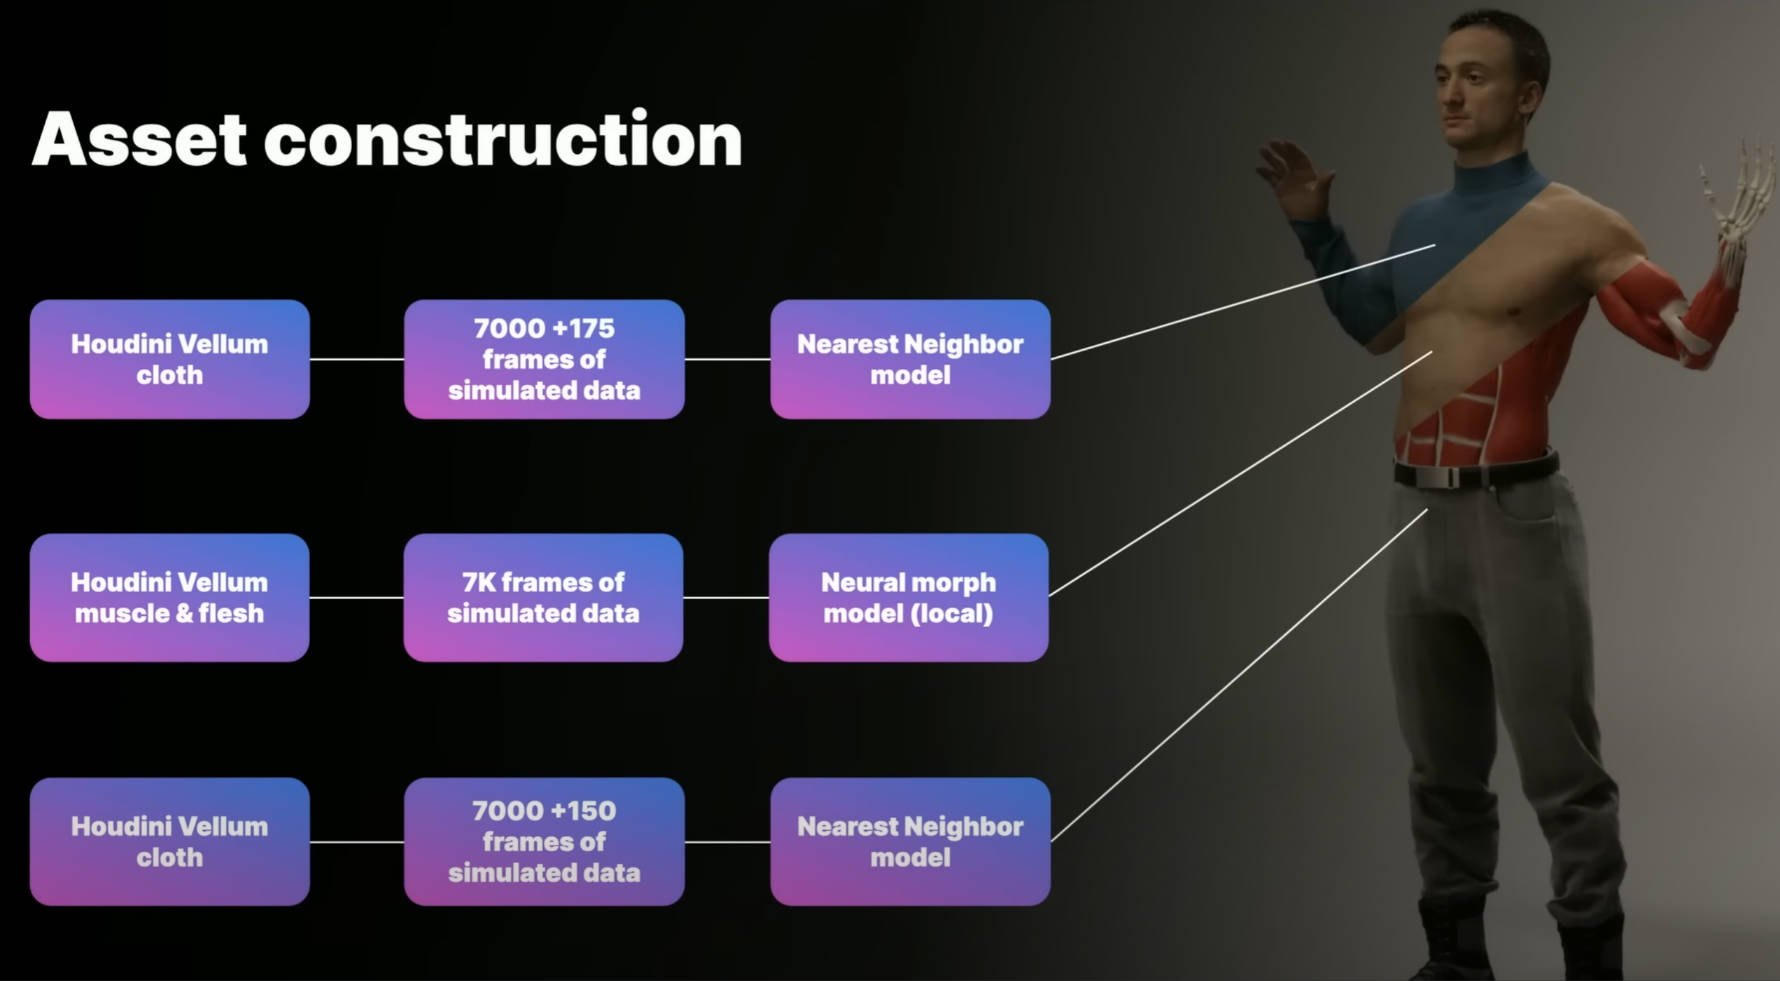 Asset construction
Houdini Vellum
cloth
7000 +175
frames of
simulated data
Nearest Neighbor
model
Houdini Vellum
muscle & flesh
7K frames of
simulated data
Neural morph
model (local)
Houdini Vellum
cloth
7000 +150
frames of
simulated data
Nearest Neighbor
model